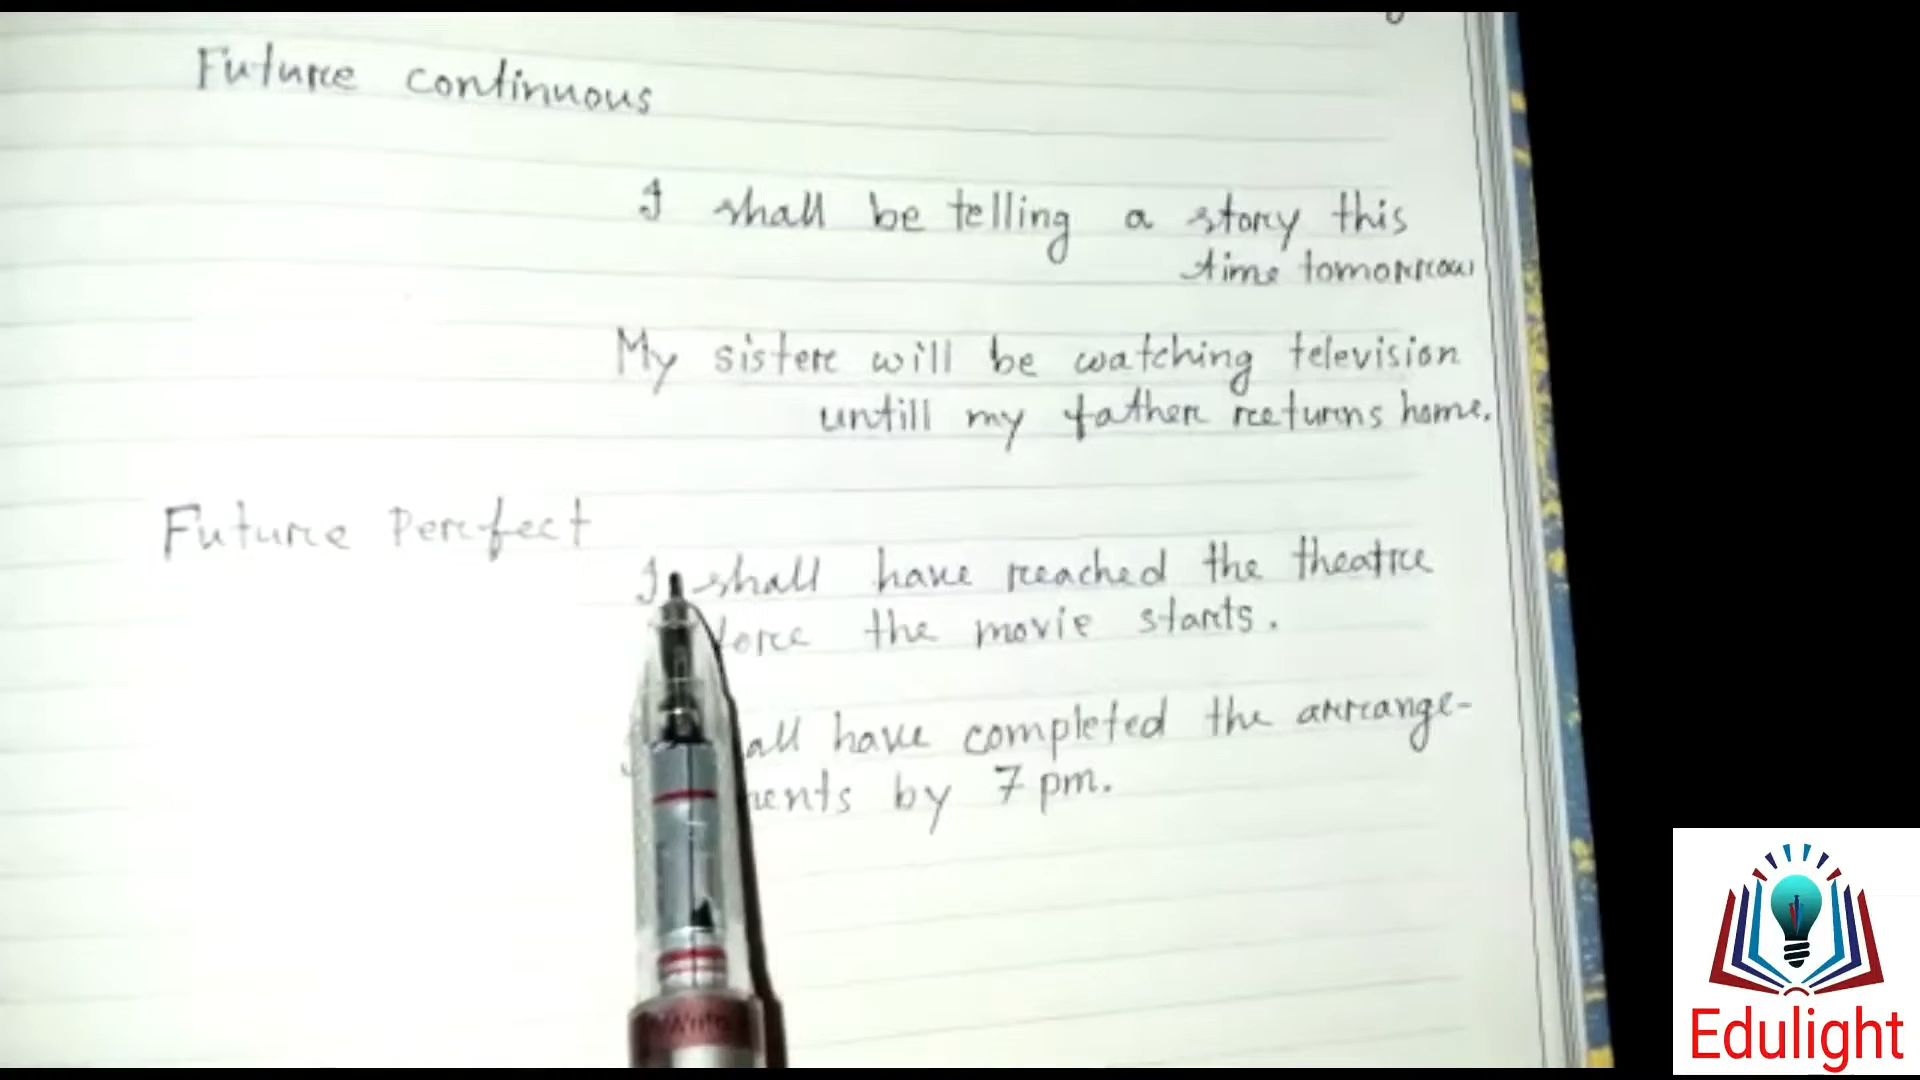 Future continuous
I shall be telling a story this
time tomorrow
My sister will be watching television
untill my father returns home.
Future Perfect
I shall have reached the theatre
the movie starts.
have completed the arrange-
by 7 pm.
Edulight